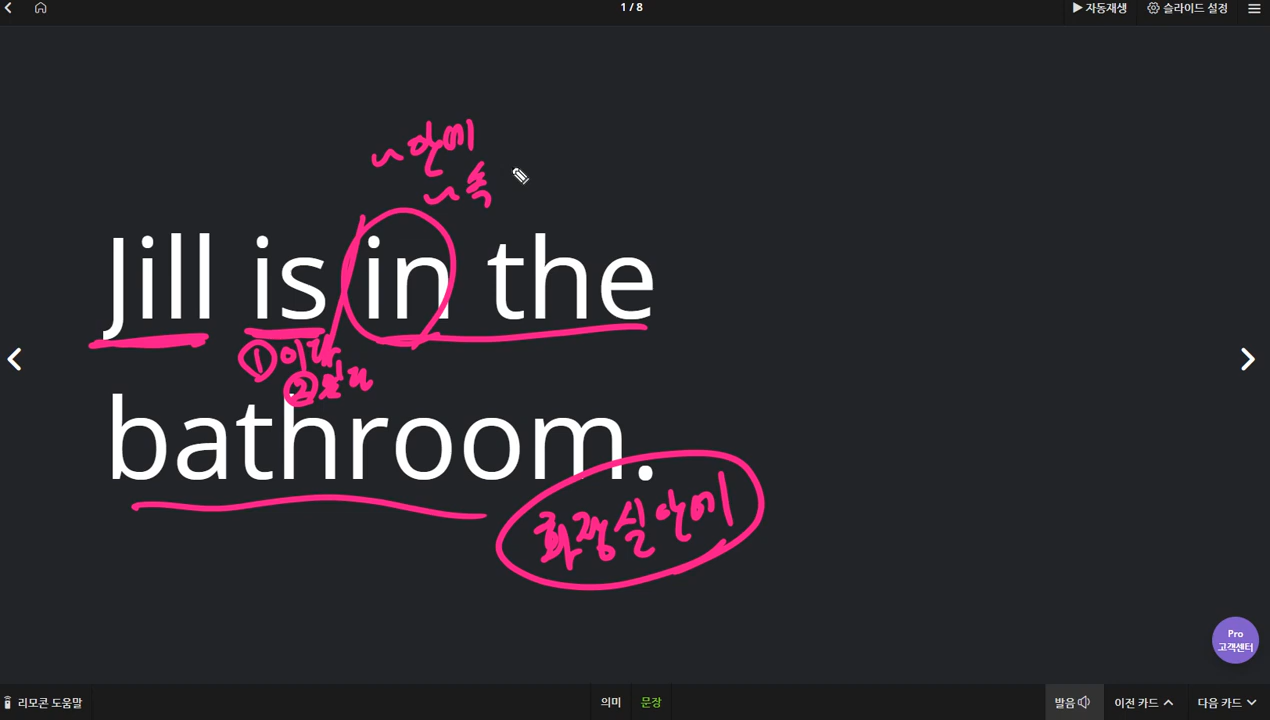 1 / 8
자동재생
슬라이드 설정
~안에
~속
Jill is in the
①이다
②있다
bathroom.
화장실 안에
Pro
고객센터
리모콘 도움말
의미
문장
발음
이전 카드
다음 카드